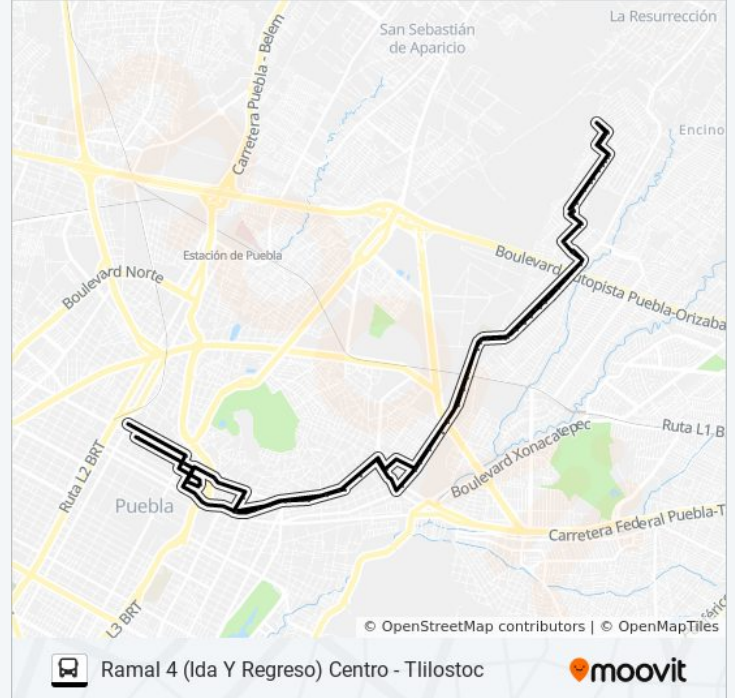 La Resurrección
San Sebastián
de Aparicio
Carretera Puebla - Belem
Encino
Estación de Puebla
Boulevard Norte
Boulevard Autopista Puebla-Orizaba
Ruta L2 BRT
Boulevard Xonacatepec
Ruta L1 B
Puebla
Carretera Federal Puebla-T
L3 BRT
© OpenStreetMap contributors | © OpenMapTiles
Ramal 4 (Ida Y Regreso) Centro - Tlilostoc
moovit